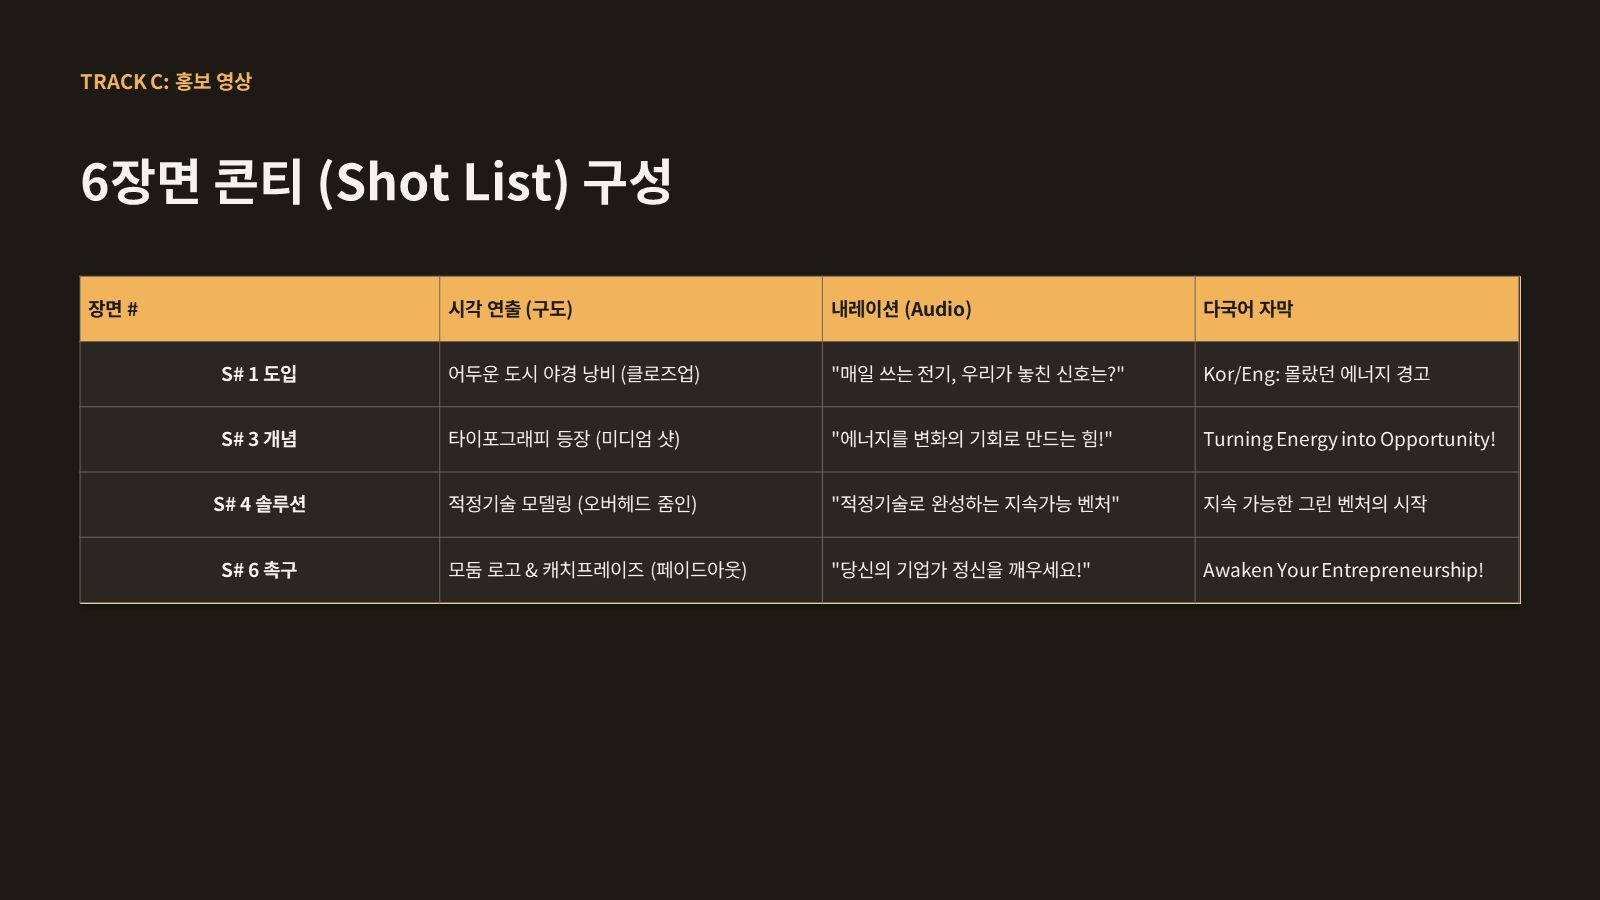 TRACK C: 홍보 영상
6장면 콘티 (Shot List) 구성
장면 # 시각 연출 (구도) 내레이션 (Audio) 다국어 자막
S# 1 도입 어두운 도시 야경 낭비 (클로즈업) "매일 쓰는 전기, 우리가 놓친 신호는?" Kor/Eng: 몰랐던 에너지 경고
S# 3 개념 타이포그래피 등장 (미디엄 샷) "에너지를 변화의 기회로 만드는 힘!" Turning Energy into Opportunity!
S# 4 솔루션 적정기술 모델링 (오버헤드 줌인) "적정기술로 완성하는 지속가능 벤처" 지속 가능한 그린 벤처의 시작
S# 6 촉구 모둠 로고 & 캐치프레이즈 (페이드아웃) "당신의 기업가 정신을 깨우세요!" Awaken Your Entrepreneurship!